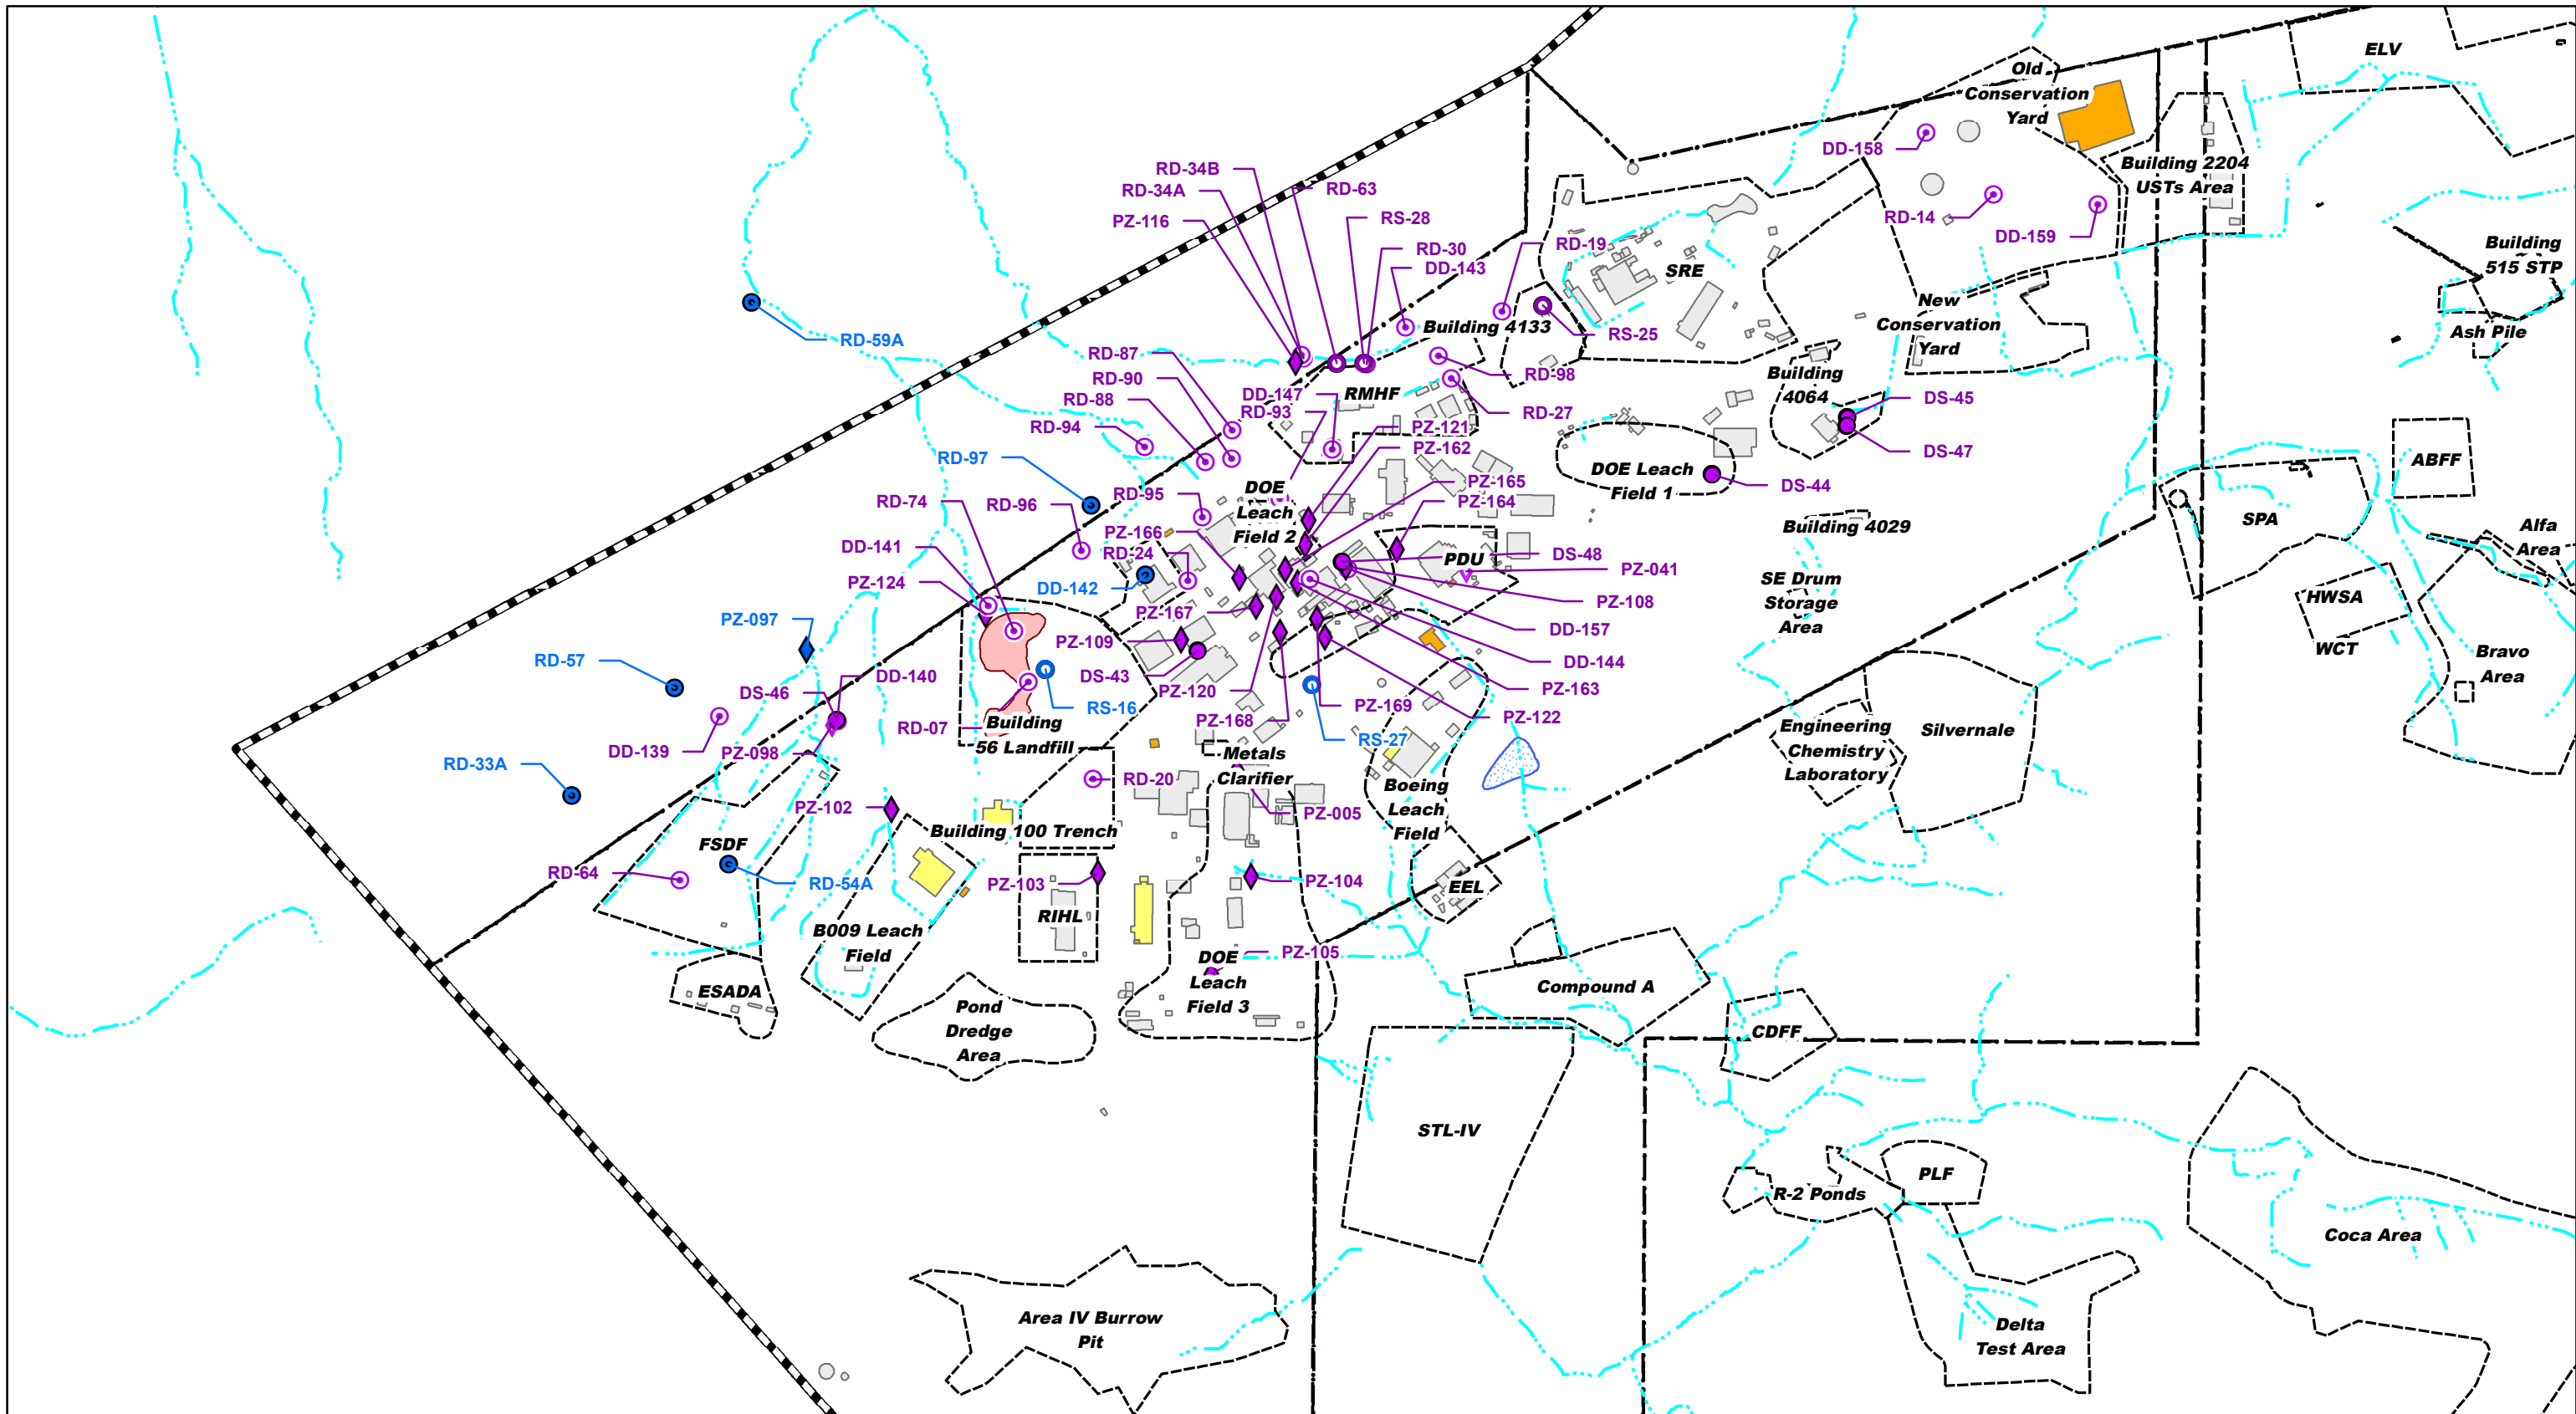 ELV
Old
Conservation
Yard
DD-158
Building 2204
USTs Area
RD-34B
RD-34A
RD-63
PZ-116
RS-28
RD-14
DD-159
RD-30
RD-19
DD-143
SRE
Building
515 STP
New
Conservation
Yard
Building 4133
RS-25
Ash Pile
RD-59A
RD-87
RD-90
RD-88
RD-94
DD-147
RD-93
RMHF
RD-98
RD-27
Building
4064
DS-45
DS-47
PZ-121
PZ-162
RD-97
DOE Leach
Field 1
DS-44
ABFF
PZ-165
PZ-164
RD-74
RD-96
RD-95
DOE
Leach
Field 2
Building 4029
SPA
Alfa
Area
PZ-166
RD-24
DD-141
PZ-124
DD-142
PDU
DS-48
PZ-041
SE Drum
Storage
Area
HWSA
WCT
PZ-108
PZ-167
PZ-097
PZ-109
DD-157
Bravo
Area
RD-57
DS-46
DD-140
DS-43
DD-144
PZ-120
PZ-163
RS-16
PZ-168
PZ-169
PZ-122
RD-07
Building
56 Landfill
RS-27
DD-139
PZ-098
RD-33A
Metals
Clarifier
Engineering
Chemistry
Laboratory
Silvernale
RD-20
Boeing
Leach
Field
PZ-102
PZ-005
Building 100 Trench
FSDF
RD-64
RD-54A
PZ-103
PZ-104
EEL
RIHL
B009 Leach
Field
PZ-105
DOE
Leach
Field 3
ESADA
Pond
Dredge
Area
Compound A
CDFF
STL-IV
PLF
R-2 Ponds
Coca Area
Area IV Burrow
Pit
Delta
Test Area